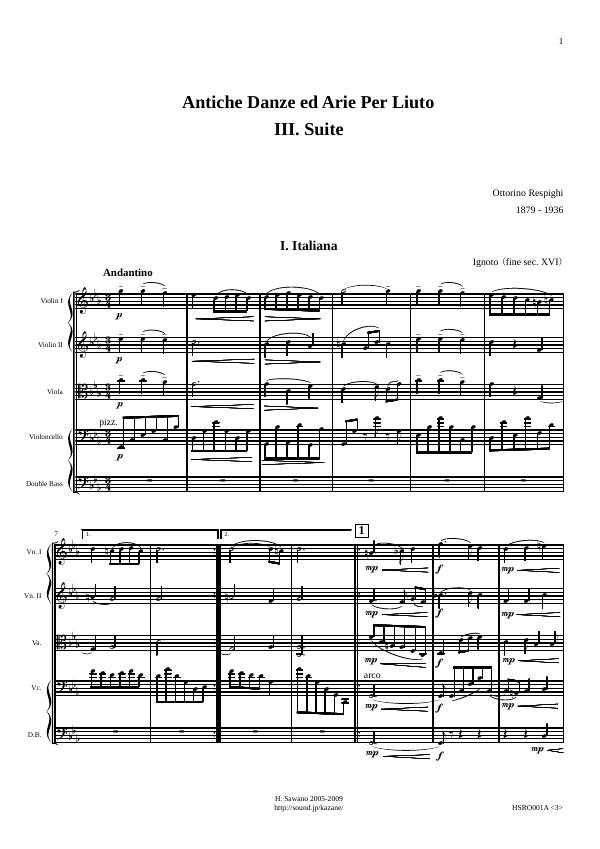 1
Antiche Danze ed Arie Per Liuto
III. Suite
Ottorino Respighi
1879 - 1936
I. Italiana
Ignoto (fine sec. XVI)
Andantino
Violin I
p
Violin II
p
Viola
p
pizz.
Violoncello
p
Double Bass
7
1.
2.
1
Vn. I
mp f mp
Vn. II
mp f mp
Va.
mp f mp
arco
Vc.
mp f mp
D.B.
mp f mp
H. Sawano 2005-2009
http://sound.jp/kazane/
HSRO001A <3>